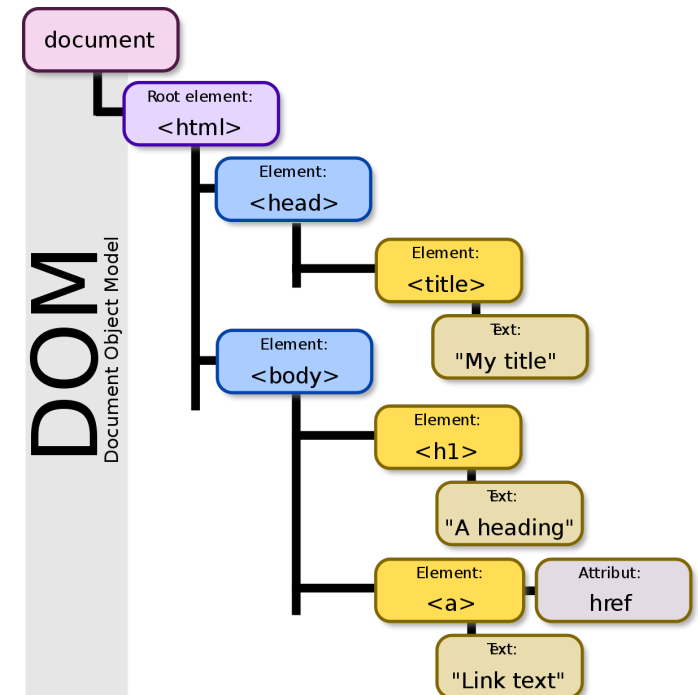 document
Root element:
<html>
Element:
<head>
Element:
<title>
Text:
"My title"
DOM
Document Object Model
Element:
<body>
Element:
<h1>
Text:
"A heading"
Element:
<a>
Attribut:
href
Text:
"Link text"